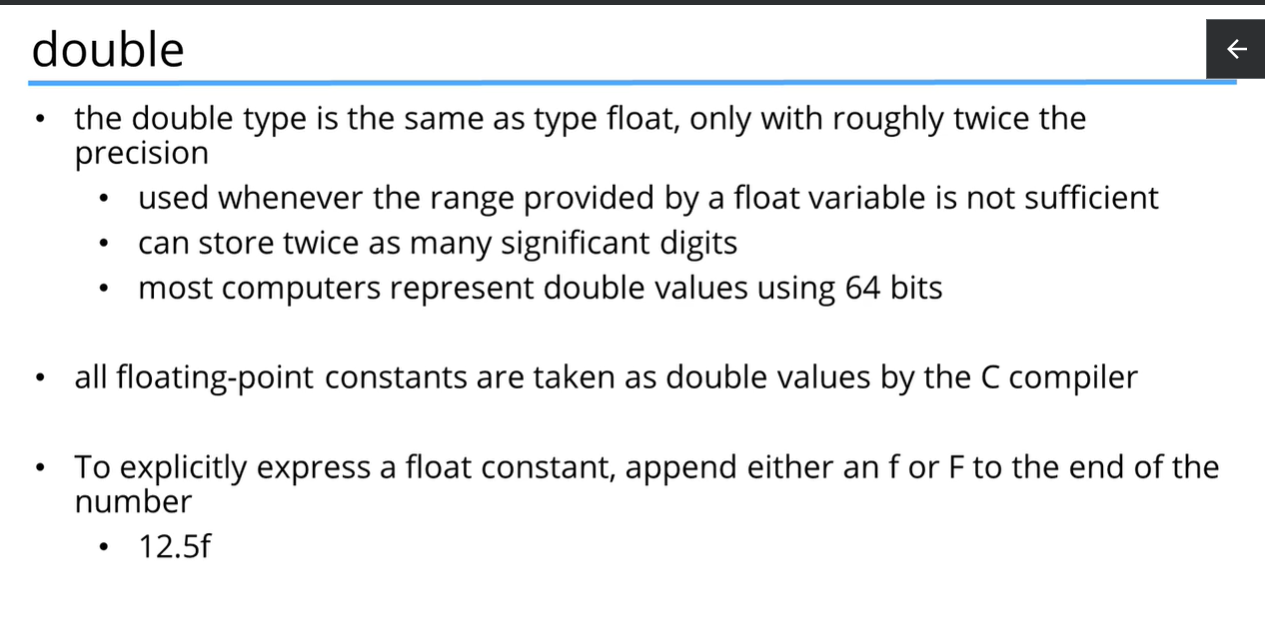 double
• the double type is the same as type float, only with roughly twice the
precision
• used whenever the range provided by a float variable is not sufficient
• can store twice as many significant digits
• most computers represent double values using 64 bits
• all floating-point constants are taken as double values by the C compiler
• To explicitly express a float constant, append either an f or F to the end of the
number
• 12.5f